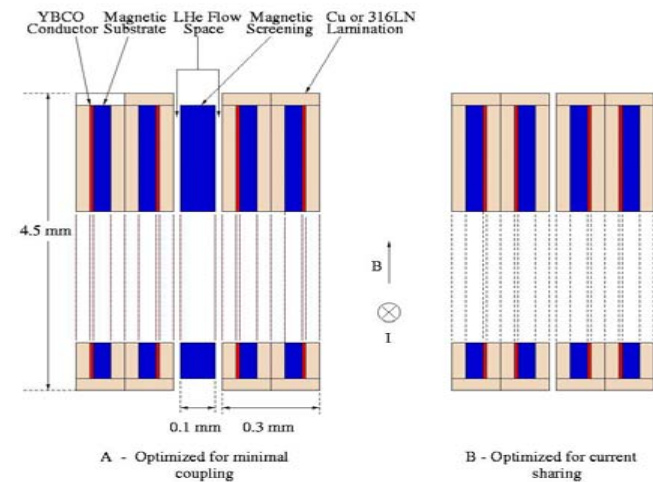 YBCO Magnetic LHe Flow Magnetic Cu or 316LN
Conductor Substrate Space Screening Lamination
4.5 mm
B
I
0.1 mm 0.3 mm
A - Optimized for minimal
coupling
B - Optimized for current
sharing